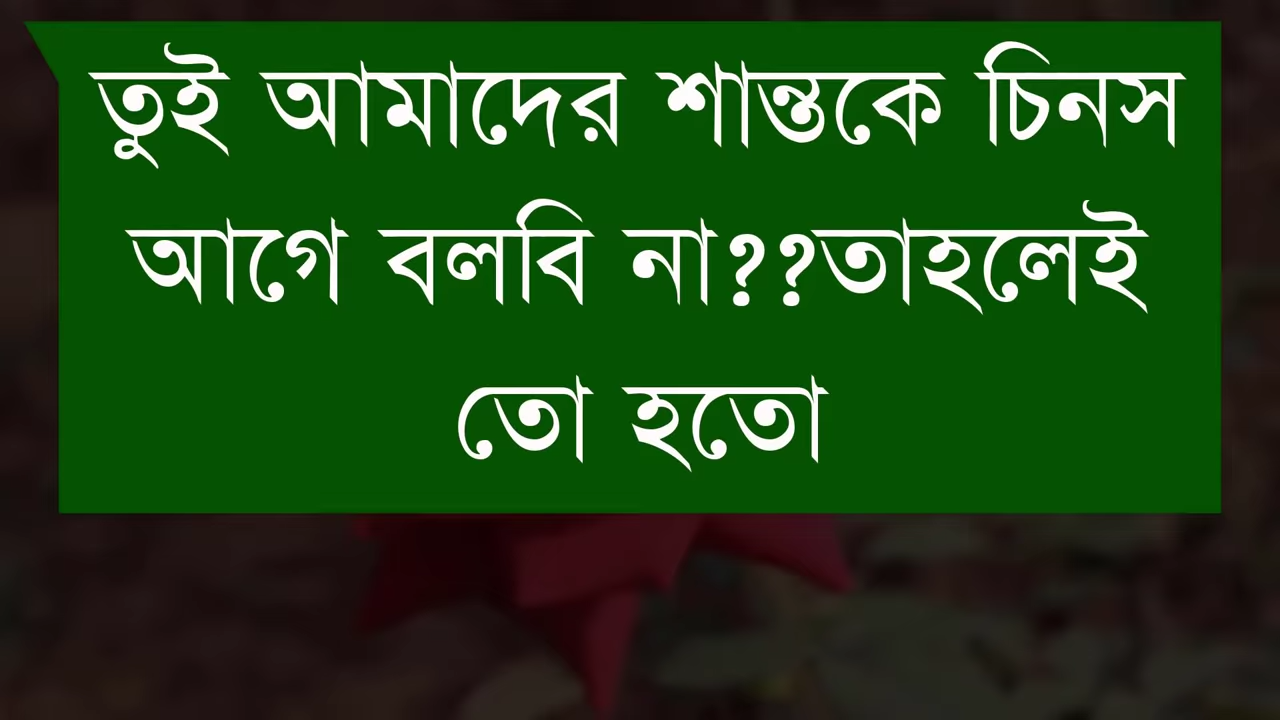 তুই আমাদের শান্তকে চিনস
আগে বলবি না??তাহলেই
তো হতো